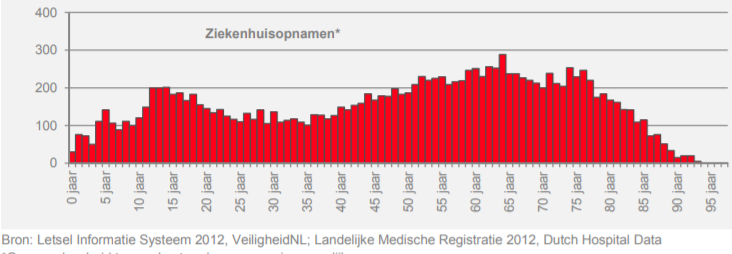 400
Ziekenhuisopnamen*
300
200
100
0
0 jaar 5 jaar 10 jaar 15 jaar 20 jaar 25 jaar 30 jaar 35 jaar 40 jaar 45 jaar 50 jaar 55 jaar 60 jaar 65 jaar 70 jaar 75 jaar 80 jaar 85 jaar 90 jaar 95 jaar
Bron: Letsel Informatie Systeem 2012, VeiligheidNL; Landelijke Medische Registratie 2012, Dutch Hospital Data